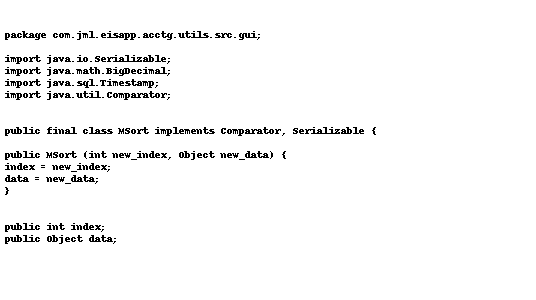 package com.jml.eisapp.acctg.utils.src.gui;
import java.io.Serializable;
import java.math.BigDecimal;
import java.sql.Timestamp;
import java.util.Comparator;
public final class MSort implements Comparator, Serializable {
public MSort (int new_index, Object new_data) {
index = new_index;
data = new_data;
}
public int index;
public Object data;